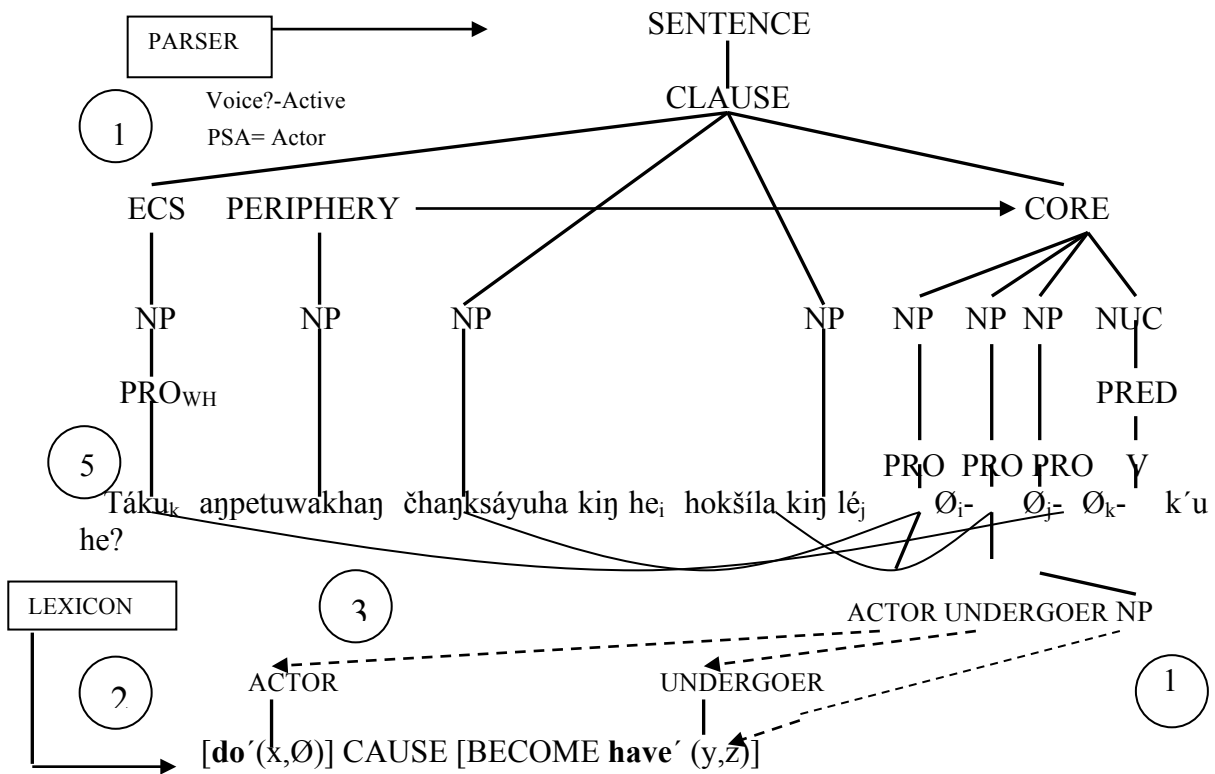 SENTENCE
PARSER
Voice?-Active
CLAUSE
1
PSA= Actor
ECS PERIPHERY CORE
NP NP NP NP NP NP NP NUC
PROWH PRED
5 PRO PRO PRO V
Tákuk aŋpetuwakhaŋ čhaŋksáyuha kiŋ hei hokšíla kiŋ léj Øi- Øj- Øk- k´u
he?
LEXICON
3
ACTOR UNDERGOER NP
2
ACTOR UNDERGOER
1
[do´(x,Ø)] CAUSE [BECOME have´ (y,z)]